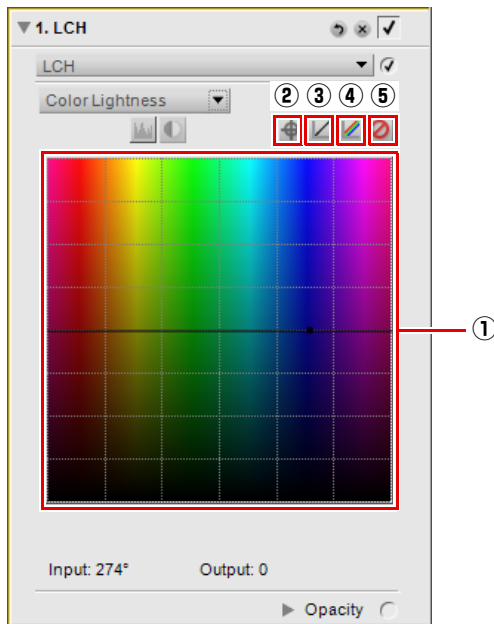 1. LCH
LCH
Color Lightness
② ③ ④ ⑤
①
Input: 274° Output: 0
Opacity